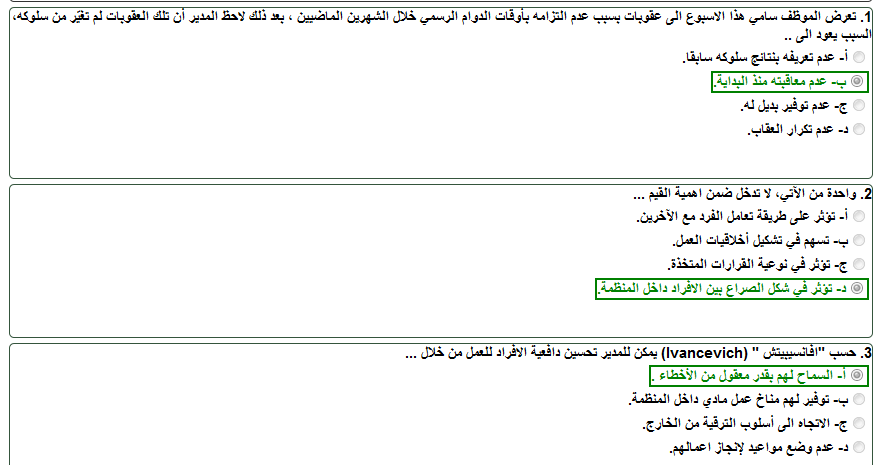 1. تعرض الموظف سامي هذا الاسبوع الى عقوبات بسبب عدم التزامه بأوقات الدوام الرسمي خلال الشهرين الماضيين ، بعد ذلك لاحظ المدير أن تلك العقوبات لم تغيّر من سلوكه،
السبب يعود الى ..
أ- عدم تعريفه بنتائج سلوكه سابقا.
ب- عدم معاقبته منذ البداية.
ج- عدم توفير بديل له.
د- عدم تكرار العقاب.
2. واحدة من الآتي، لا تدخل ضمن اهمية القيم ...
أ- تؤثر على طريقة تعامل الفرد مع الآخرين.
ب- تسهم في تشكيل أخلاقيات العمل.
ج- تؤثر في نوعية القرارات المتخذة.
د- تؤثر في شكل الصراع بين الافراد داخل المنظمة.
3. حسب "افانسيبيتش " (Ivancevich) يمكن للمدير تحسين دافعية الافراد للعمل من خلال ...
أ- السماح لهم بقدر معقول من الأخطاء .
ب- توفير لهم مناخ عمل مادي داخل المنظمة.
ج- الاتجاه الى أسلوب الترقية من الخارج.
د- عدم وضع مواعيد لإنجاز اعمالهم.